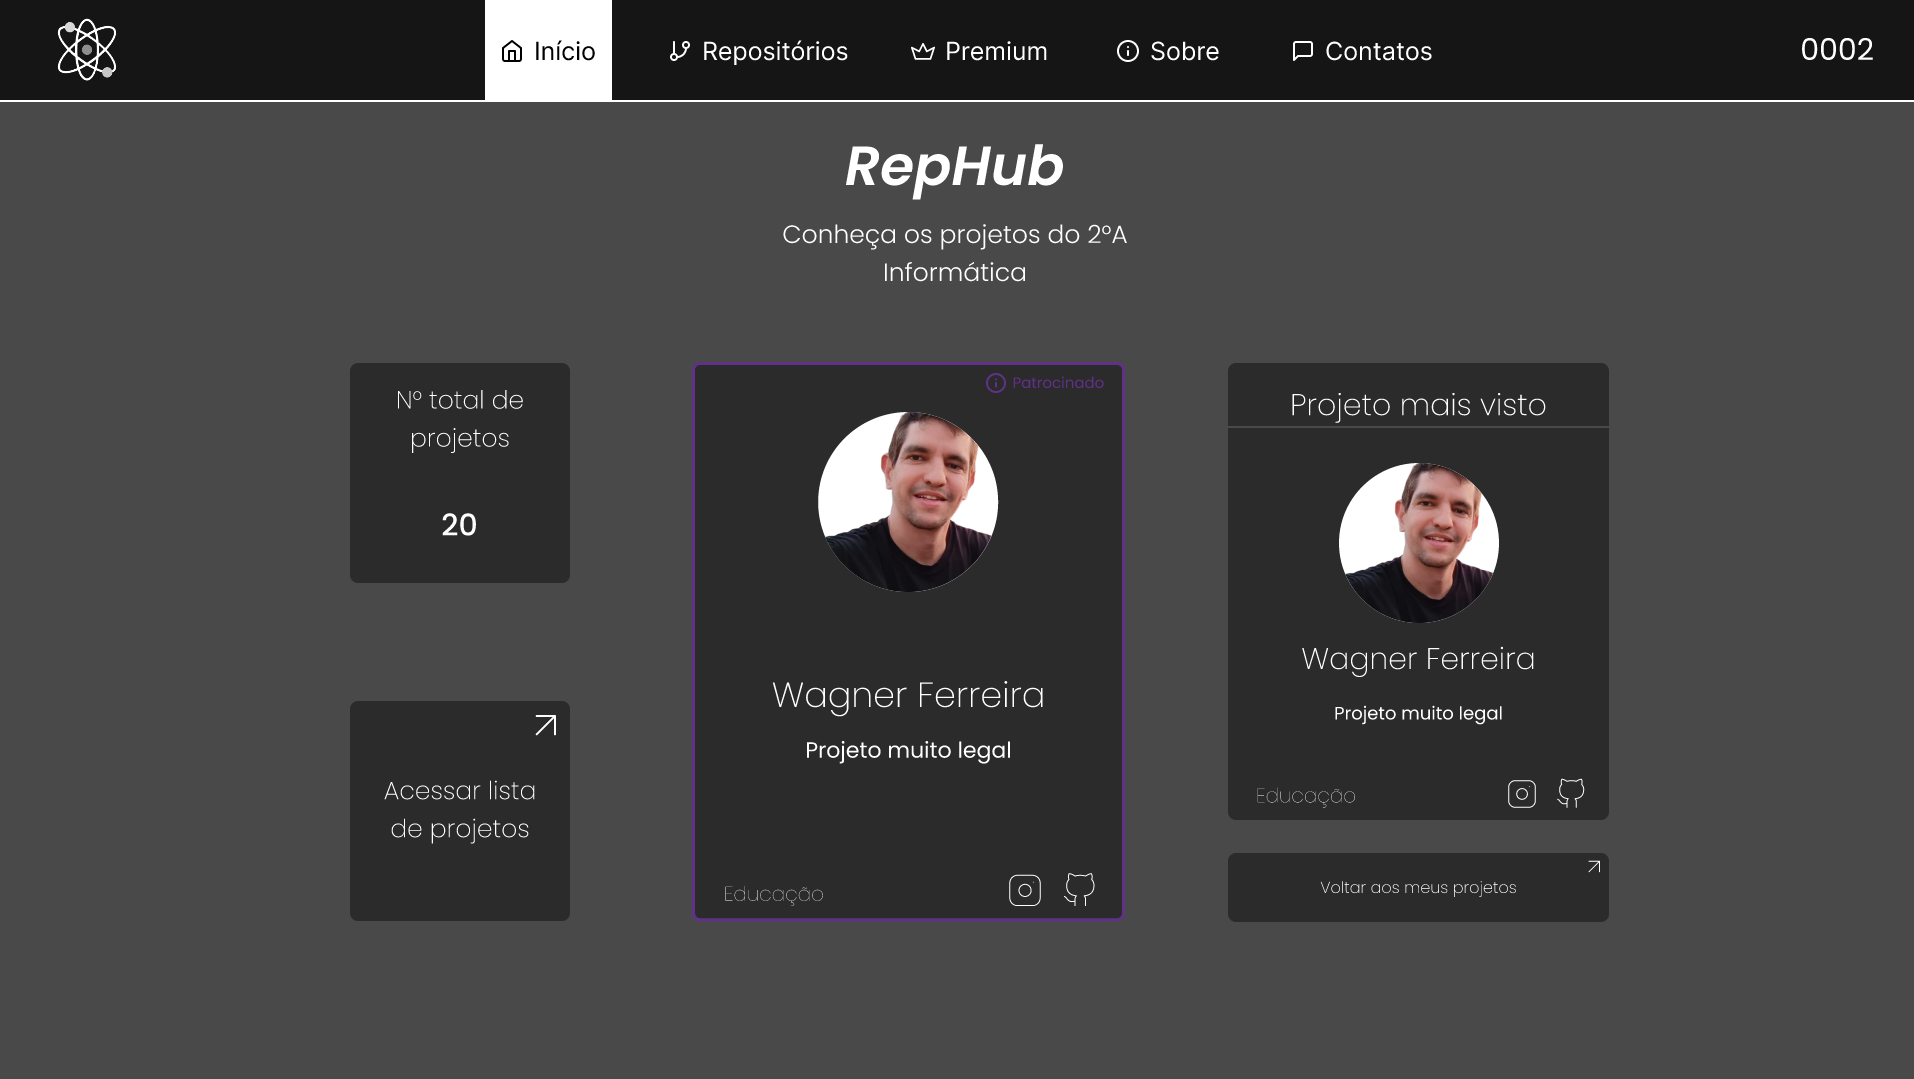 Início
Repositórios
Premium
Sobre
Contatos
0002
RepHub
Conheça os projetos do 2ºA
Informática
Nº total de
projetos
20
Acessar lista
de projetos
Patrocinado
Wagner Ferreira
Projeto muito legal
Educação
Projeto mais visto
Wagner Ferreira
Projeto muito legal
Educação
Voltar aos meus projetos